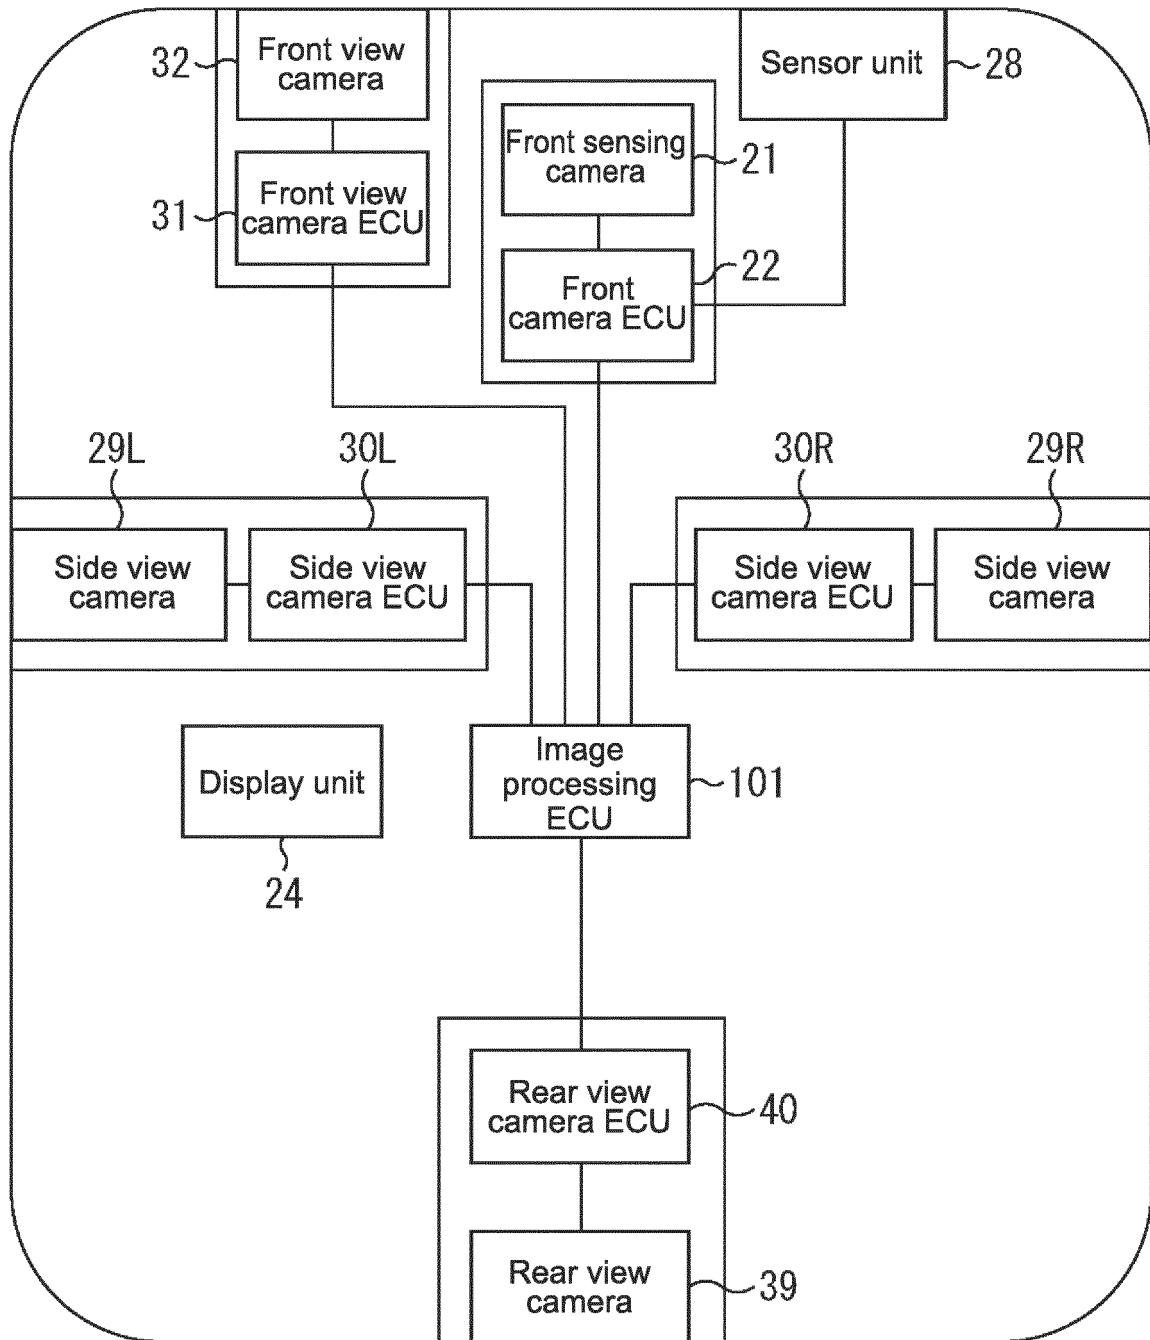 32
Front view
camera
Sensor unit
28
Front sensing
camera
21
31
Front view
camera ECU
22
Front
camera ECU
29L
30L
30R
29R
Side view
camera
Side view
camera ECU
Side view
camera ECU
Side view
camera
Display unit
24
Image
processing
ECU
101
Rear view
camera ECU
40
Rear view
camera
39